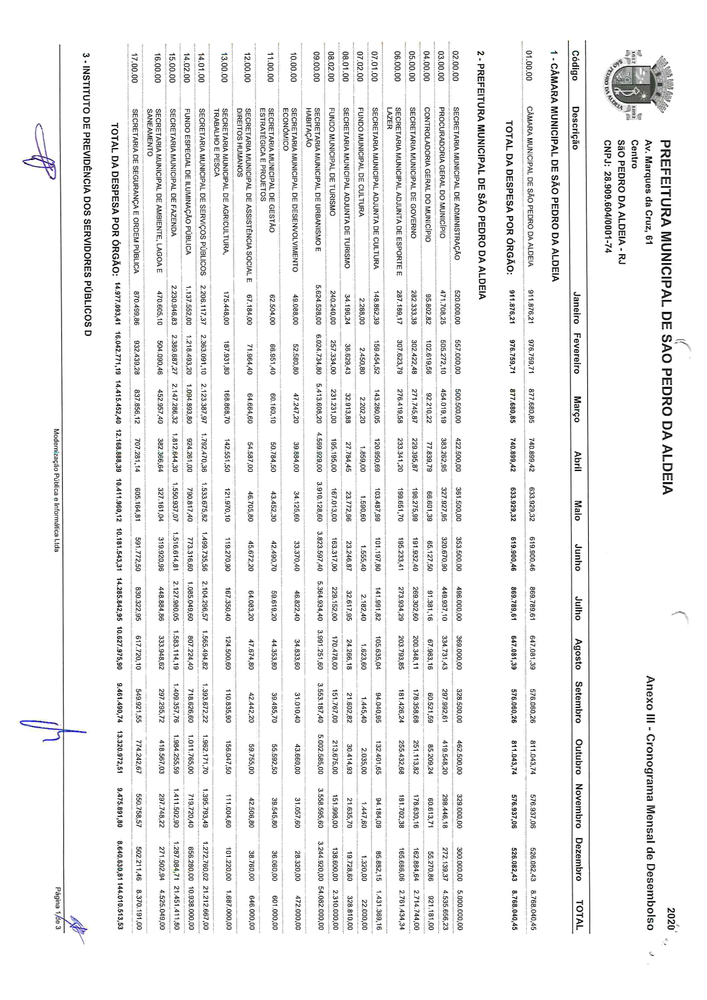 PREFEITURA MUNICIPAL DE SAO PEDRO DA ALDEIA
2020
Av. Marques da Cruz, 61
Anexo III - Cronograma Mensal de Desembolso
Centro
SãO PEDRO DA ALDEIA - RJ
CNPJ: 28.909.604/0001-74
1617 SÃO PEDRO DA ALDEIA 1892
Código Descrição Janeiro Fevereiro Março Abril Maio Junho Julho Agosto Setembro Outubro Novembro Dezembro TOTAL
1 - CÂMARA MUNICIPAL DE SÃO PEDRO DA ALDEIA
01.00.00 CÂMARA MUNICIPAL DE SÃO PEDRO DA ALDEIA 911.876,21 976.759,71 877.680,85 740.899,42 633.929,32 619.900,46 869.789,61 647.081,39 576.060,26 811.043,74 576.937,06 526.082,43 8.768.040,45
TOTAL DA DESPESA POR ÓRGÃO: 911.876,21 976.759,71 877.680,85 740.899,42 633.929,32 619.900,46 869.789,61 647.081,39 576.060,26 811.043,74 576.937,06 526.082,43 8.768.040,45
2 - PREFEITURA MUNICIPAL DE SÃO PEDRO DA ALDEIA
02.00.00 SECRETARIA MUNICIPAL DE ADMINISTRAÇÃO 520.000,00 557.000,00 500.500,00 422.500,00 361.500,00 353.500,00 496.000,00 369.000,00 328.500,00 462.500,00 329.000,00 300.000,00 5.000.000,00
03.00.00 PROCURADORIA GERAL DO MUNICÍPIO 471.708,25 505.272,10 454.019,19 383.262,95 327.927,95 320.670,90 449.937,10 334.731,43 297.992,61 419.548,20 298.446,18 272.139,37 4.535.656,23
04.00.00 CONTROLADORIA GERAL DO MUNICÍPIO 95.802,82 102.619,56 92.210,22 77.839,79 66.601,39 65.127,50 91.381,16 67.983,16 60.521,59 85.209,24 60.613,71 55.270,86 921.181,00
05.00.00 SECRETARIA MUNICIPAL DE GOVERNO 282.333,38 302.422,48 271.745,87 229.395,87 196.275,99 191.932,40 269.302,60 200.348,11 178.358,68 251.113,82 178.630,16 162.884,64 2.714.744,00
06.00.00 SECRETARIA MUNICIPAL ADJUNTA DE ESPORTE E 287.189,17 307.623,79 276.419,58 233.341,20 199.651,70 195.233,41 273.934,29 203.793,85 181.426,24 255.432,68 181.702,38 165.686,06 2.761.434,34
LAZER
07.01.00 SECRETARIA MUNICIPAL ADJUNTA DE CULTURA 148.862,39 159.454,52 143.280,05 120.950,69 103.487,99 101.197,80 141.991,82 105.635,04 94.040,95 132.401,65 94.184,09 85.882,15 1.431.369,16
07.02.00 FUNDO MUNICIPAL DE CULTURA 2.288,00 2.450,80 2.202,20 1.859,00 1.590,60 1.555,40 2.182,40 1.623,60 1.445,40 2.035,00 1.447,60 1.320,00 22.000,00
08.01.00 SECRETARIA MUNICIPAL ADJUNTA DE TURISMO 34.196,24 36.629,43 32.913,88 27.784,45 23.772,96 23.246,87 32.617,95 24.266,18 21.602,82 30.414,93 21.635,70 19.728,60 328.810,00
08.02.00 FUNDO MUNICIPAL DE TURISMO 240.240,00 257.334,00 231.231,00 195.195,00 167.013,00 163.317,00 229.152,00 170.478,00 151.767,00 213.675,00 151.998,00 138.600,00 2.310.000,00
09.00.00 SECRETARIA MUNICIPAL DE URBANISMO E 5.624.528,00 6.024.734,80 5.413.608,20 4.569.929,00 3.910.128,60 3.823.597,40 5.364.934,40 3.991.251,60 3.553.187,40 5.002.585,00 3.558.595,60 3.244.920,00 54.082.000,00
HABITAÇÃO
10.00.00 SECRETARIA MUNICIPAL DE DESENVOLVIMENTO 49.088,00 52.580,80 47.247,20 39.884,00 34.125,60 33.370,40 46.822,40 34.833,60 31.010,40 43.660,00 31.057,60 28.320,00 472.000,00
ECONÔMICO
11.00.00 SECRETARIA MUNICIPAL DE GESTÃO 62.504,00 66.951,40 60.160,10 50.784,50 43.452,30 42.490,70 59.619,20 44.353,80 39.485,70 55.592,50 39.545,80 36.060,00 601.000,00
ESTRATÉGICA E PROJETOS
12.00.00 SECRETARIA MUNICIPAL DE ASSISTÊNCIA SOCIAL E 67.184,00 71.964,40 64.664,60 54.587,00 46.705,80 45.672,20 64.083,20 47.674,80 42.442,20 59.755,00 42.506,80 38.760,00 646.000,00
DIREITOS HUMANOS
13.00.00 SECRETARIA MUNICIPAL DE AGRICULTURA, 175.448,00 187.931,80 168.868,70 142.551,50 121.970,10 119.270,90 167.350,40 124.500,60 110.835,90 156.047,50 111.004,60 101.220,00 1.687.000,00
TRABALHO E PESCA
14.01.00 SECRETARIA MUNICIPAL DE SERVIÇOS PÚBLICOS 2.206.117,37 2.363.091,10 2.123.387,97 1.792.470,36 1.533.675,82 1.499.735,56 2.104.296,57 1.565.494,82 1.393.672,22 1.962.171,70 1.395.793,49 1.272.760,02 21.212.667,00
14.02.00 FUNDO ESPECIAL DE ILUMINAÇÃO PÚBLICA 1.137.552,00 1.218.493,20 1.094.893,80 924.261,00 790.817,40 773.316,60 1.085.049,60 807.224,40 718.626,60 1.011.765,00 719.720,40 656.280,00 10.938.000,00
15.00.00 SECRETARIA MUNICIPAL DE FAZENDA 2.230.946,83 2.389.687,27 2.147.286,32 1.812.644,30 1.550.937,07 1.516.614,81 2.127.980,05 1.583.114,19 1.409.357,76 1.984.255,59 1.411.502,90 1.287.084,71 21.451.411,80
16.00.00 SECRETARIA MUNICIPAL DE AMBIENTE, LAGOA E 470.605,10 504.090,46 452.957,40 382.366,64 327.161,04 319.920,96 448.884,86 333.948,62 297.295,72 418.567,03 297.748,22 271.502,94 4.525.049,00
SANEAMENTO
17.00.00 SECRETARIA DE SEGURANÇA E ORDEM PÚBLICA 870.499,86 932.439,28 837.856,12 707.281,14 605.164,81 591.772,50 830.322,95 617.720,10 549.921,55 774.242,67 550.758,57 502.211,46 8.370.191,00
TOTAL DA DESPESA POR ÓRGÃO: 14.977.093,41 16.042.771,19 14.415.452,40 12.168.888,39 10.411.960,12 10.181.543,31 14.285.842,95 10.627.975,90 9.461.490,74 13.320.972,51 9.475.891,80 8.640.630,81 144.010.513,53
3 - INSTITUTO DE PREVIDÊNCIA DOS SERVIDORES PÚBLICOS D
Modernização Pública e Informática Ltda
Página 1 de 3